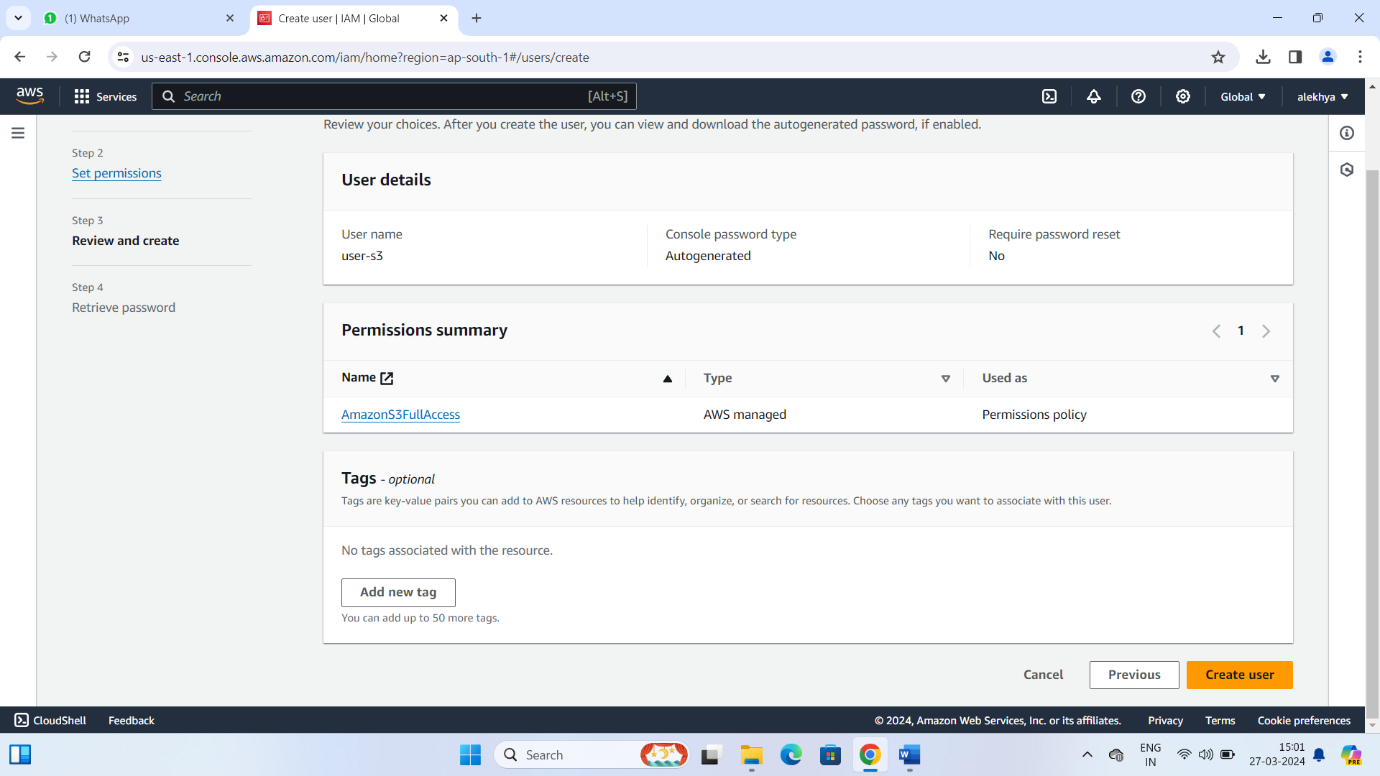 (1) WhatsApp
Create user | IAM | Global
us-east-1.console.aws.amazon.com/iam/home?region=ap-south-1#/users/create
aws
Services
Search
[Alt+S]
Global
alekhya
Review your choices. After you create the user, you can view and download the autogenerated password, if enabled.
Step 2
Set permissions
Step 3
Review and create
Step 4
Retrieve password
User details
User name
user-s3
Console password type
Autogenerated
Require password reset
No
Permissions summary
1
Name
Type
Used as
AmazonS3FullAccess
AWS managed
Permissions policy
Tags - optional
Tags are key-value pairs you can add to AWS resources to help identify, organize, or search for resources. Choose any tags you want to associate with this user.
No tags associated with the resource.
Add new tag
You can add up to 50 more tags.
Cancel
Previous
Create user
CloudShell
Feedback
© 2024, Amazon Web Services, Inc. or its affiliates.
Privacy
Terms
Cookie preferences
Search
ENG
IN
15:01
27-03-2024
PRE